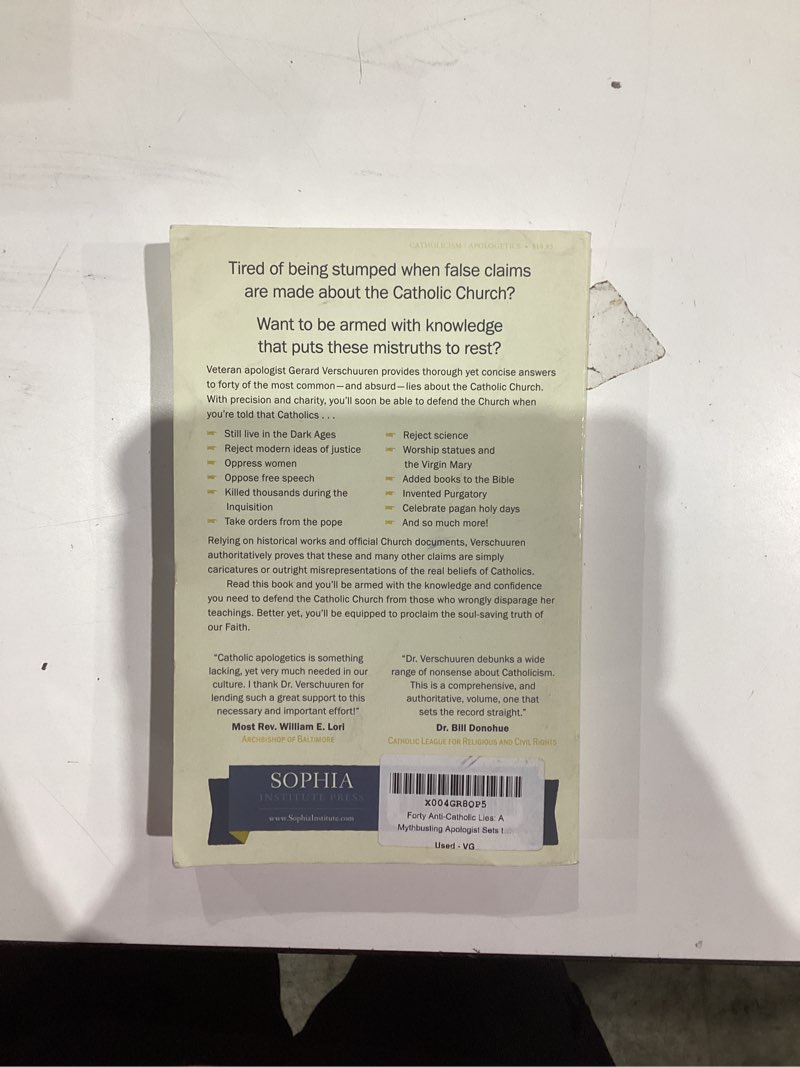 CATHOLICISM / APOLOGETICS • $18.95
Tired of being stumped when false claims
are made about the Catholic Church?
Want to be armed with knowledge
that puts these mistruths to rest?
Veteran apologist Gerard Verschuuren provides thorough yet concise answers
to forty of the most common—and absurd—lies about the Catholic Church.
With precision and charity, you'll soon be able to defend the Church when
you're told that Catholics . . .
Still live in the Dark Ages
Reject modern ideas of justice
Oppress women
Oppose free speech
Killed thousands during the
Inquisition
Take orders from the pope
Reject science
Worship statues and
the Virgin Mary
Added books to the Bible
Invented Purgatory
Celebrate pagan holy days
And so much more!
Relying on historical works and official Church documents, Verschuuren
authoritatively proves that these and many other claims are simply
caricatures or outright misrepresentations of the real beliefs of Catholics.
Read this book and you'll be armed with the knowledge and confidence
you need to defend the Catholic Church from those who wrongly disparage her
teachings. Better yet, you'll be equipped to proclaim the soul-saving truth of
our Faith.
"Catholic apologetics is something
lacking, yet very much needed in our
culture. I thank Dr. Verschuuren for
lending such a great support to this
necessary and important effort!"
Most Rev. William E. Lori
ARCHBISHOP OF BALTIMORE
"Dr. Verschuuren debunks a wide
range of nonsense about Catholicism.
This is a comprehensive, and
authoritative, volume, one that
sets the record straight."
Dr. Bill Donohue
CATHOLIC LEAGUE FOR RELIGIOUS AND CIVIL RIGHTS
SOPHIA
INSTITUTE PRESS
www.SophiaInstitute.com
X004GR8OP5
Forty Anti-Catholic Lies: A
Mythbusting Apologist Sets t...
Used - VG